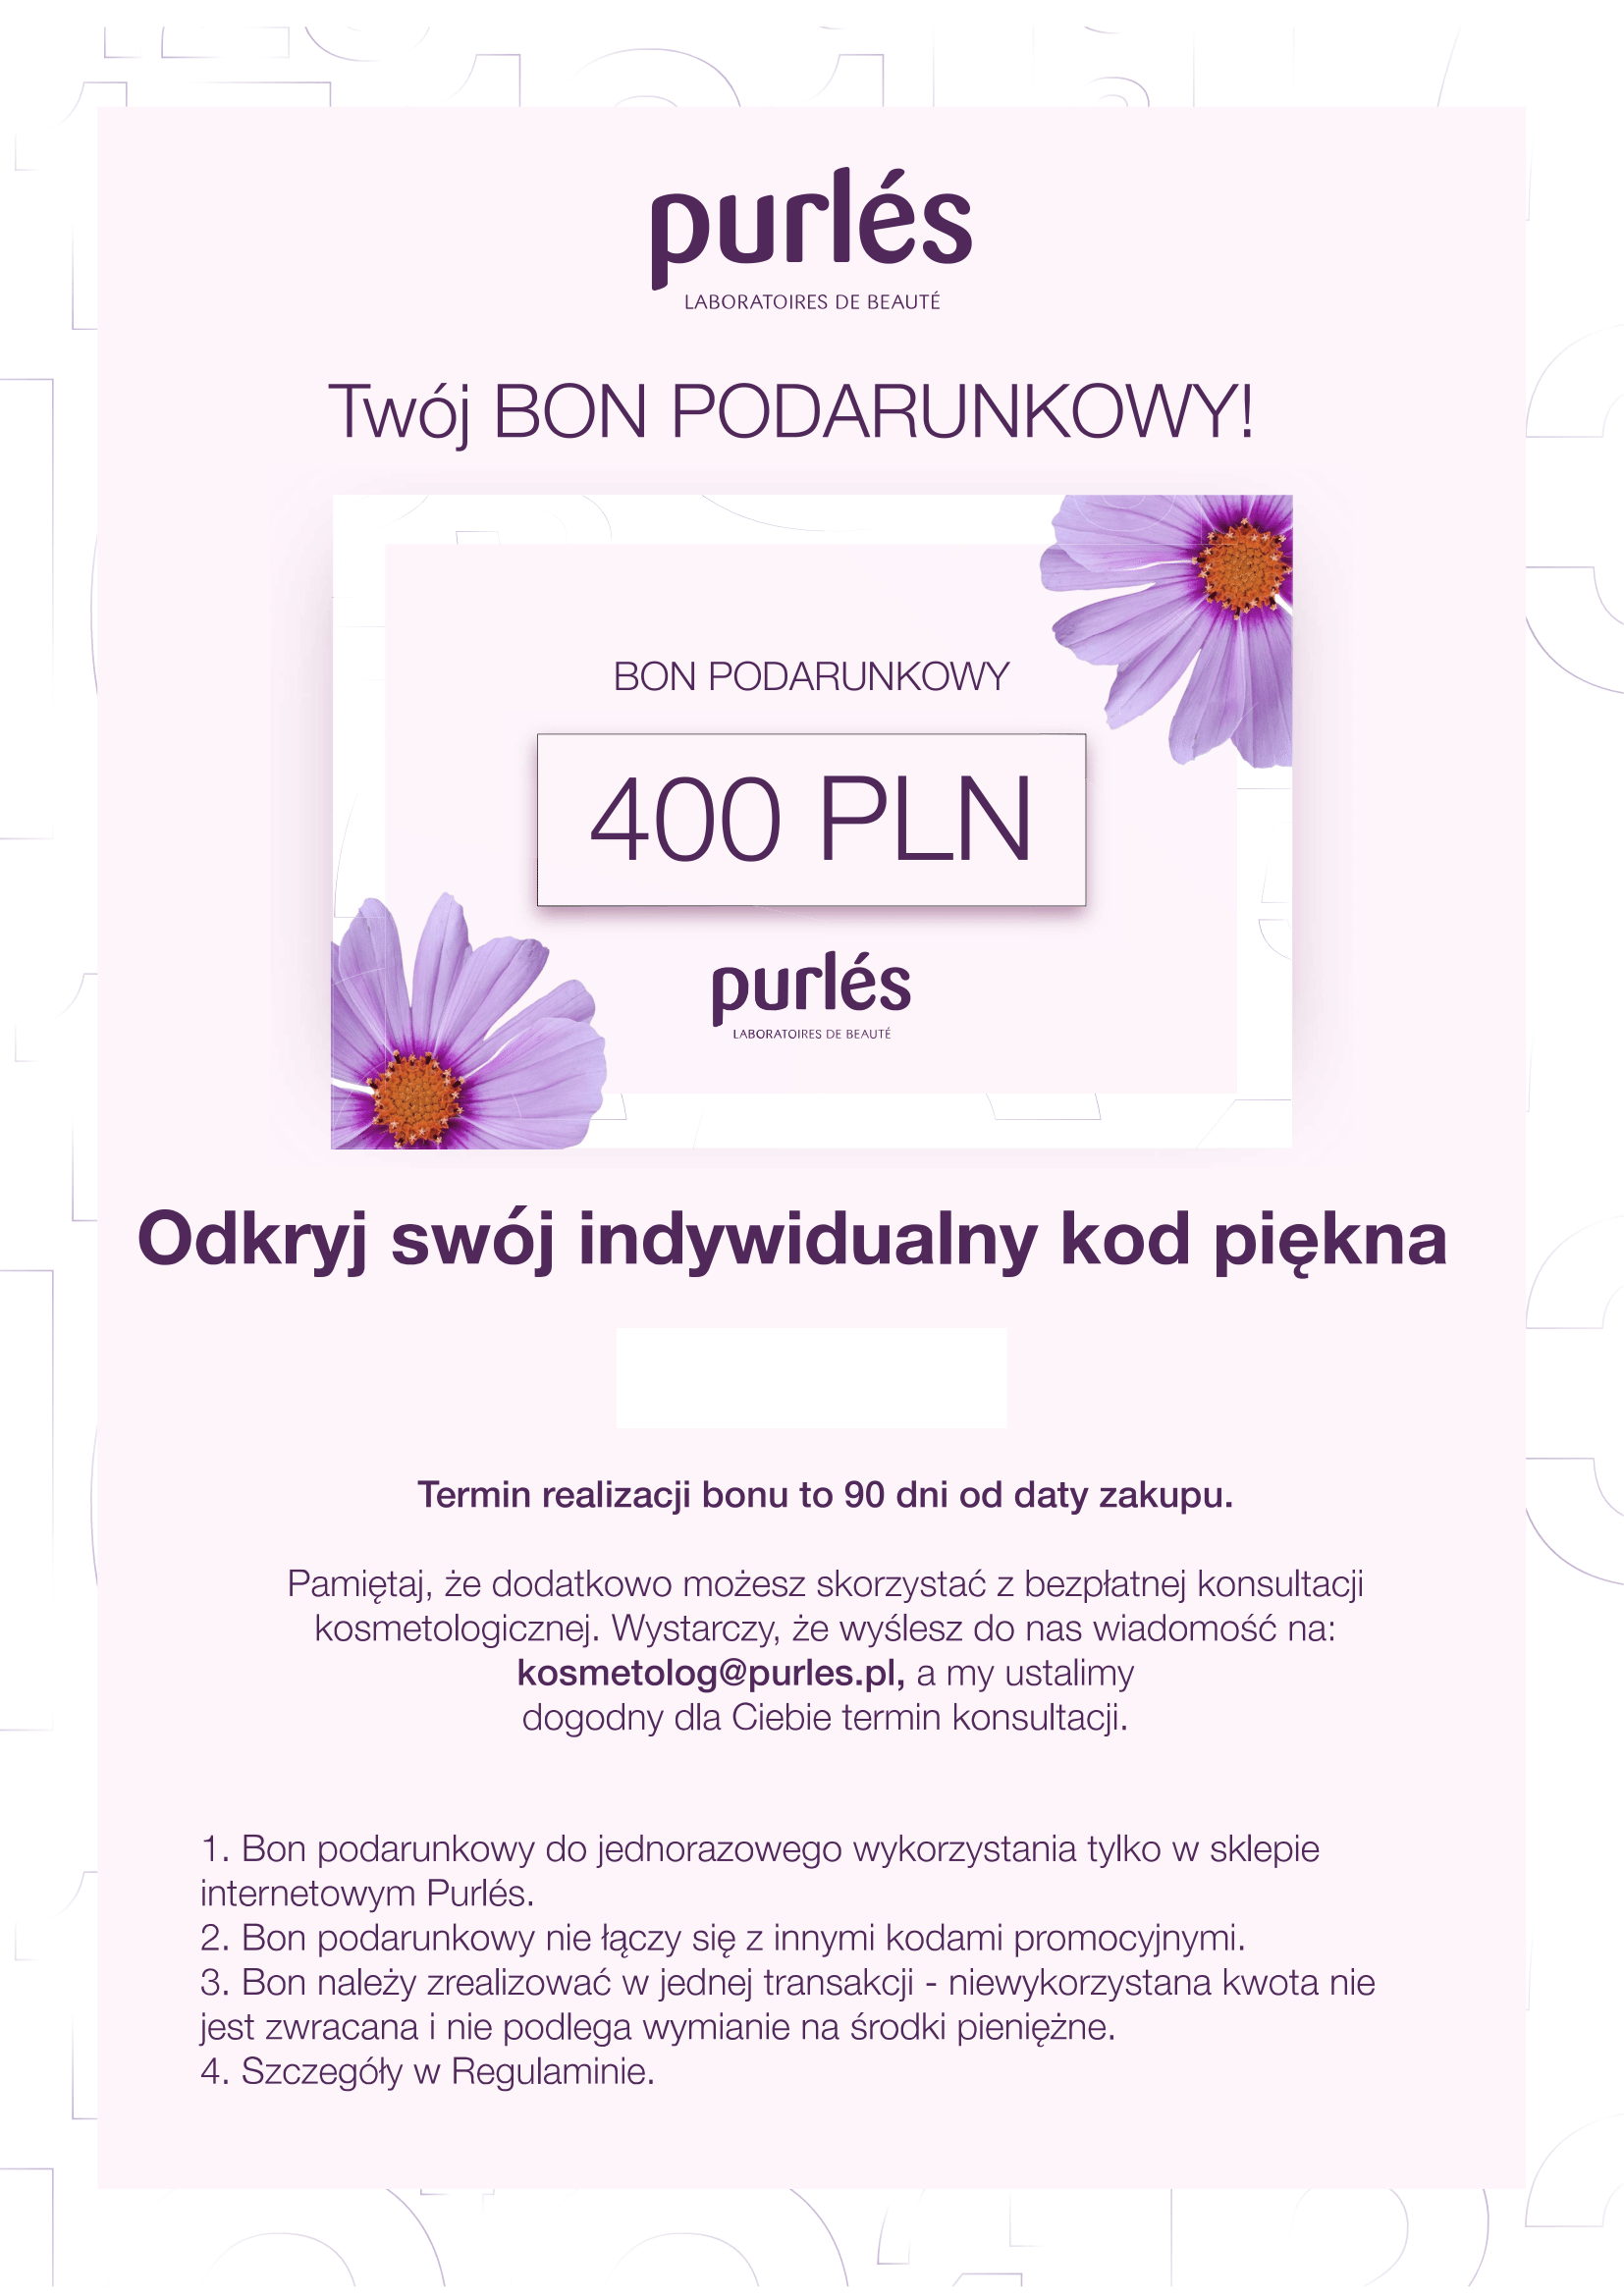 purlés
LABORATOIRES DE BEAUTÉ
Twój BON PODARUNKOWY!
BON PODARUNKOWY
400 PLN
purlés
LABORATOIRES DE BEAUTÉ
Odkryj swój indywidualny kod piękna
Termin realizacji bonu to 90 dni od daty zakupu.
Pamiętaj, że dodatkowo możesz skorzystać z bezpłatnej konsultacji
kosmetologicznej. Wystarczy, że wyślesz do nas wiadomość na:
kosmetolog@purles.pl, a my ustalimy
dogodny dla Ciebie termin konsultacji.
1. Bon podarunkowy do jednorazowego wykorzystania tylko w sklepie
internetowym Purlés.
2. Bon podarunkowy nie łączy się z innymi kodami promocyjnymi.
3. Bon należy zrealizować w jednej transakcji - niewykorzystana kwota nie
jest zwracana i nie podlega wymianie na środki pieniężne.
4. Szczegóły w Regulaminie.